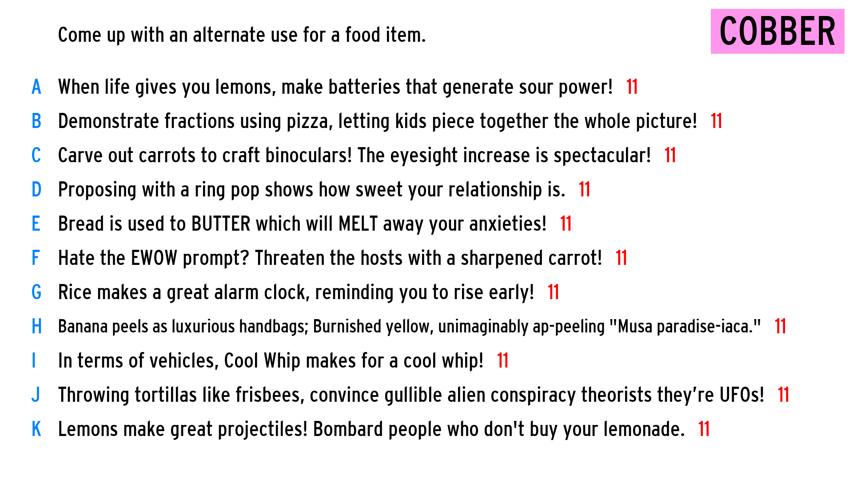 Come up with an alternate use for a food item.
COBBER
A When life gives you lemons, make batteries that generate sour power! 11
B Demonstrate fractions using pizza, letting kids piece together the whole picture! 11
C Carve out carrots to craft binoculars! The eyesight increase is spectacular! 11
D Proposing with a ring pop shows how sweet your relationship is. 11
E Bread is used to BUTTER which will MELT away your anxieties! 11
F Hate the EWOW prompt? Threaten the hosts with a sharpened carrot! 11
G Rice makes a great alarm clock, reminding you to rise early! 11
H Banana peels as luxurious handbags; Burnished yellow, unimaginably ap-peeling "Musa paradise-iaca." 11
I In terms of vehicles, Cool Whip makes for a cool whip! 11
J Throwing tortillas like frisbees, convince gullible alien conspiracy theorists they’re UFOs! 11
K Lemons make great projectiles! Bombard people who don't buy your lemonade. 11